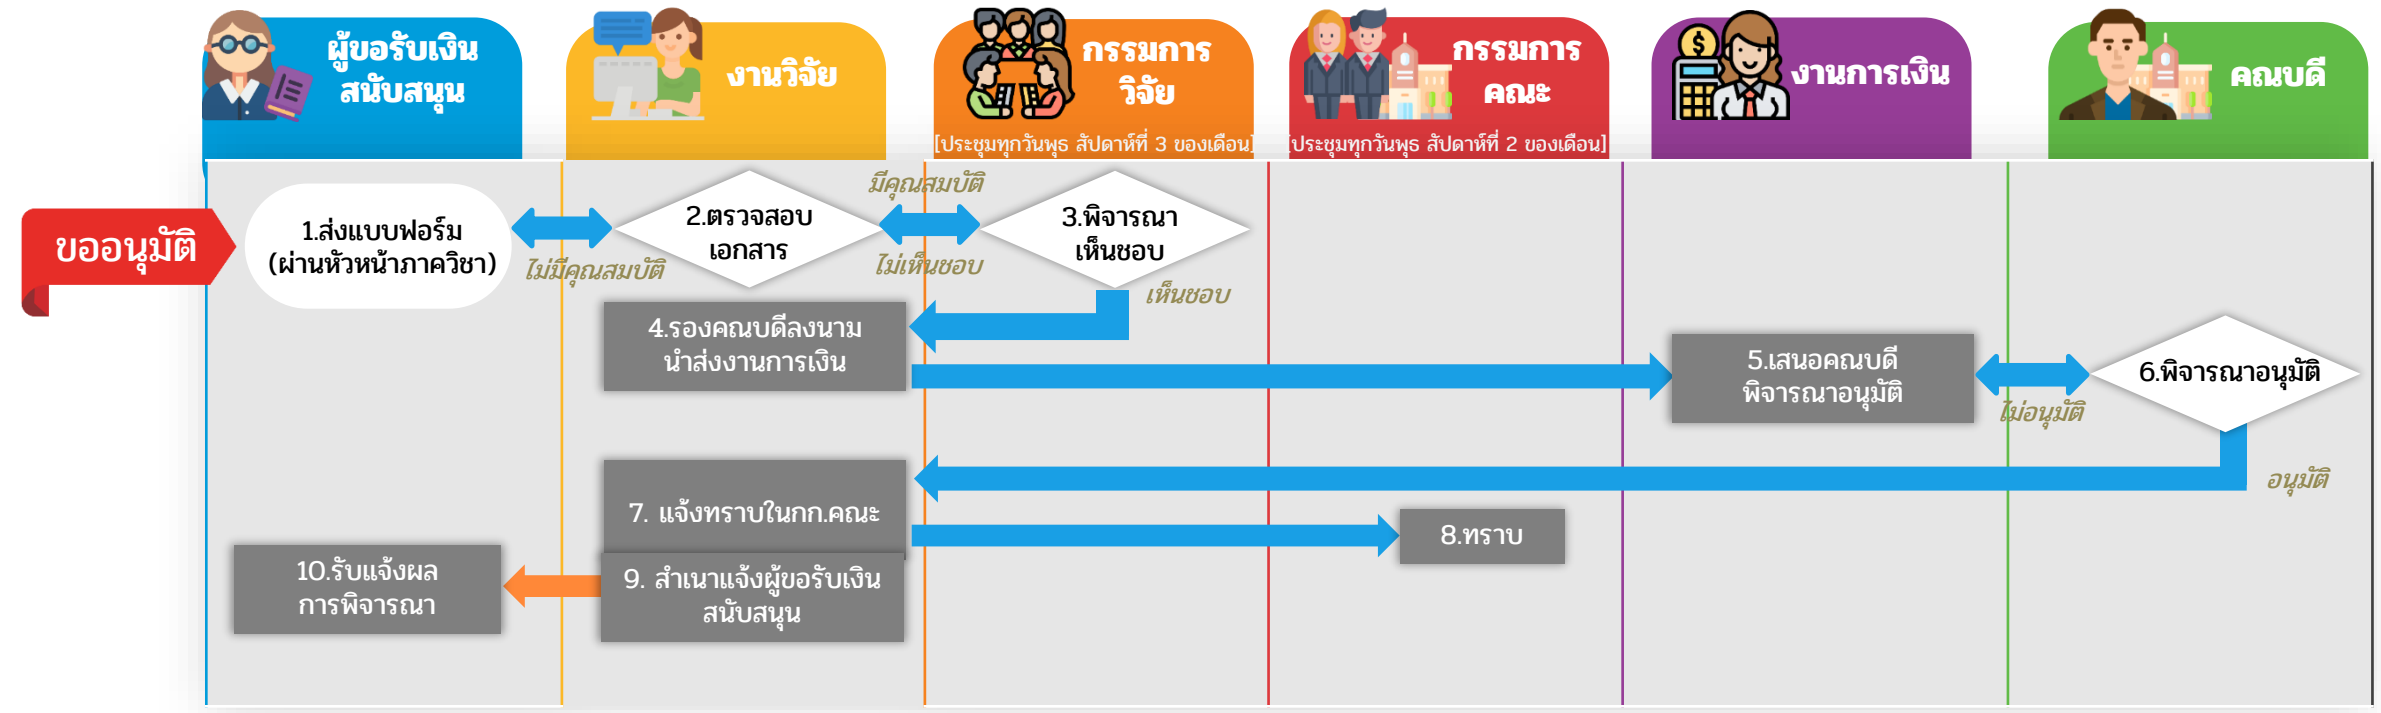 ผู้ขอรับเงิน
สนับสนุน
งานวิจัย
กรรมการ
วิจัย
[ประชุมทุกวันพุธ สัปดาห์ที่ 3 ของเดือน]
กรรมการ
คณะ
[ประชุมทุกวันพุธ สัปดาห์ที่ 2 ของเดือน]
งานการเงิน
คณบดี
ขออนุมัติ
1.ส่งแบบฟอร์ม
(ผ่านหัวหน้าภาควิชา)
ไม่มีคุณสมบัติ
2.ตรวจสอบ
เอกสาร
มีคุณสมบัติ
ไม่เห็นชอบ
3.พิจารณา
เห็นชอบ
เห็นชอบ
4.รองคณบดีลงนาม
นำส่งงานการเงิน
5.เสนอคณบดี
พิจารณาอนุมัติ
ไม่อนุมัติ
6.พิจารณาอนุมัติ
อนุมัติ
7. แจ้งทราบในกก.คณะ
8.ทราบ
9. สำเนาแจ้งผู้ขอรับเงิน
สนับสนุน
10.รับแจ้งผล
การพิจารณา